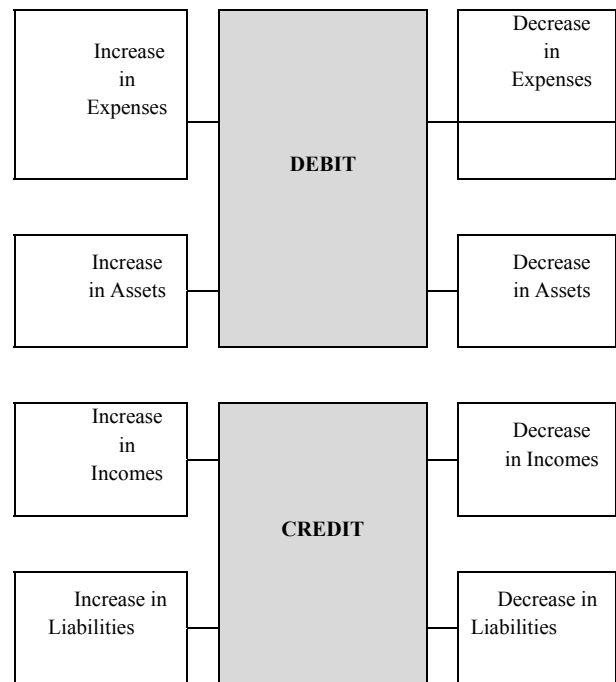 Increase
in
Expenses
DEBIT
Decrease
in
Expenses
Increase
in Assets
Decrease
in Assets
Increase
in
Incomes
CREDIT
Decrease
in Incomes
Increase in
Liabilities
Decrease in
Liabilities